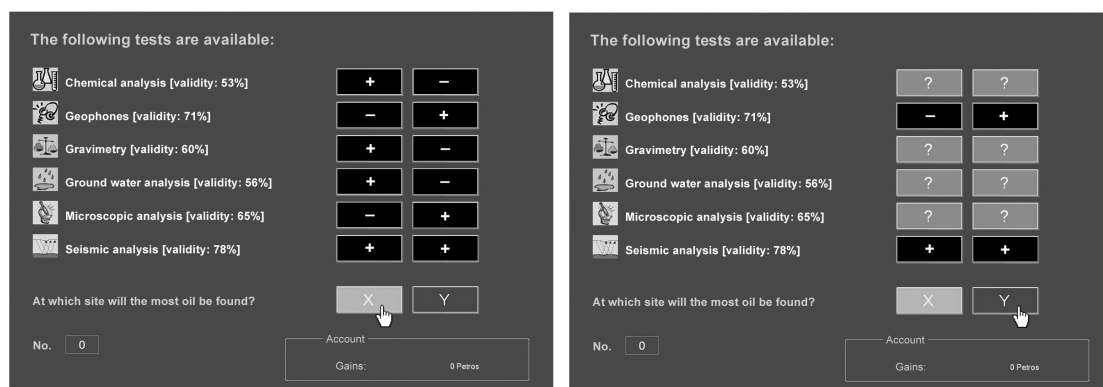 The following tests are available:
Chemical analysis [validity: 53%] + −
Geophones [validity: 71%] − +
Gravimetry [validity: 60%] + −
Ground water analysis [validity: 56%] + −
Microscopic analysis [validity: 65%] − +
Seismic analysis [validity: 78%] + +
At which site will the most oil be found? X Y
No. 0
Account
Gains: 0 Petros
The following tests are available:
Chemical analysis [validity: 53%] ? ?
Geophones [validity: 71%] − +
Gravimetry [validity: 60%] ? ?
Ground water analysis [validity: 56%] ? ?
Microscopic analysis [validity: 65%] ? ?
Seismic analysis [validity: 78%] + +
At which site will the most oil be found? X Y
No. 0
Account
Gains: 0 Petros